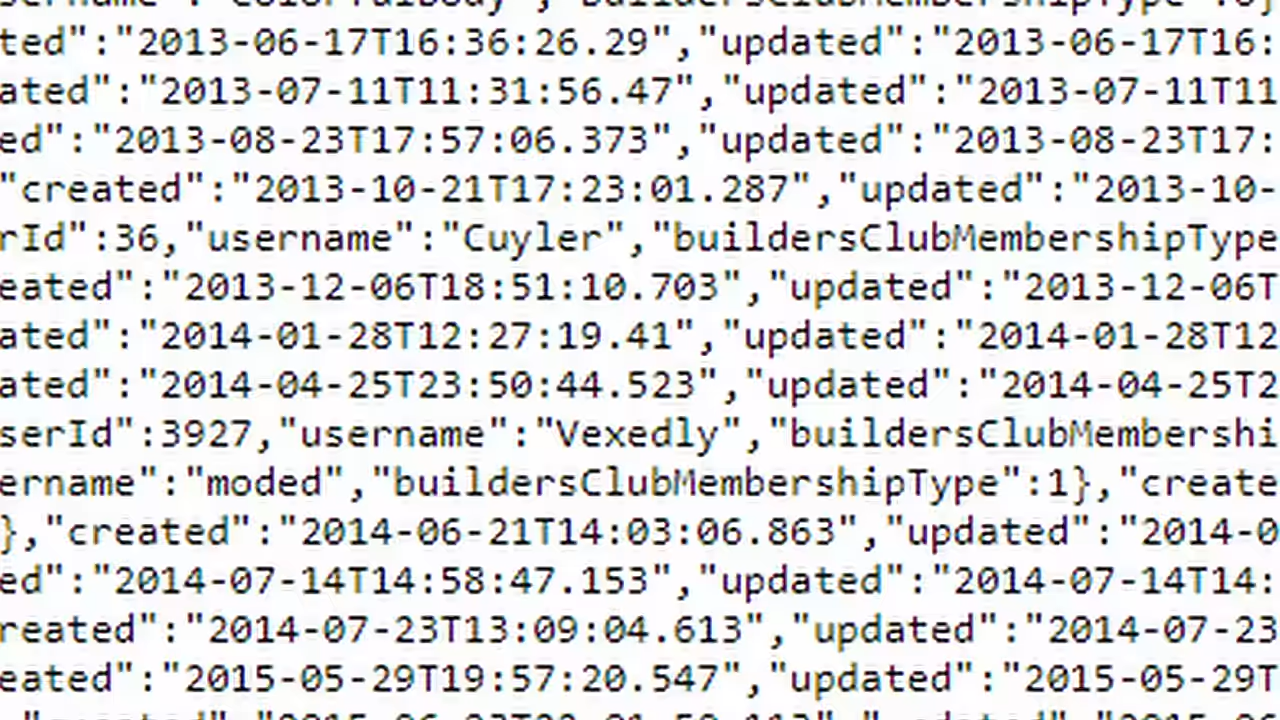 ted":"2013-06-17T16:36:26.29","updated":"2013-06-17T16:
ated":"2013-07-11T11:31:56.47","updated":"2013-07-11T11
ed":"2013-08-23T17:57:06.373","updated":"2013-08-23T17:
"created":"2013-10-21T17:23:01.287","updated":"2013-10-
rId":36,"username":"Cuyler","buildersClubMembershipType
eated":"2013-12-06T18:51:10.703","updated":"2013-12-06T
ated":"2014-01-28T12:27:19.41","updated":"2014-01-28T12
ated":"2014-04-25T23:50:44.523","updated":"2014-04-25T2
serId":3927,"username":"Vexedly","buildersClubMembershi
ername":"moded","buildersClubMembershipType":1},"create
},"created":"2014-06-21T14:03:06.863","updated":"2014-0
ed":"2014-07-14T14:58:47.153","updated":"2014-07-14T14:
reated":"2014-07-23T13:09:04.613","updated":"2014-07-23
eated":"2015-05-29T19:57:20.547","updated":"2015-05-29T